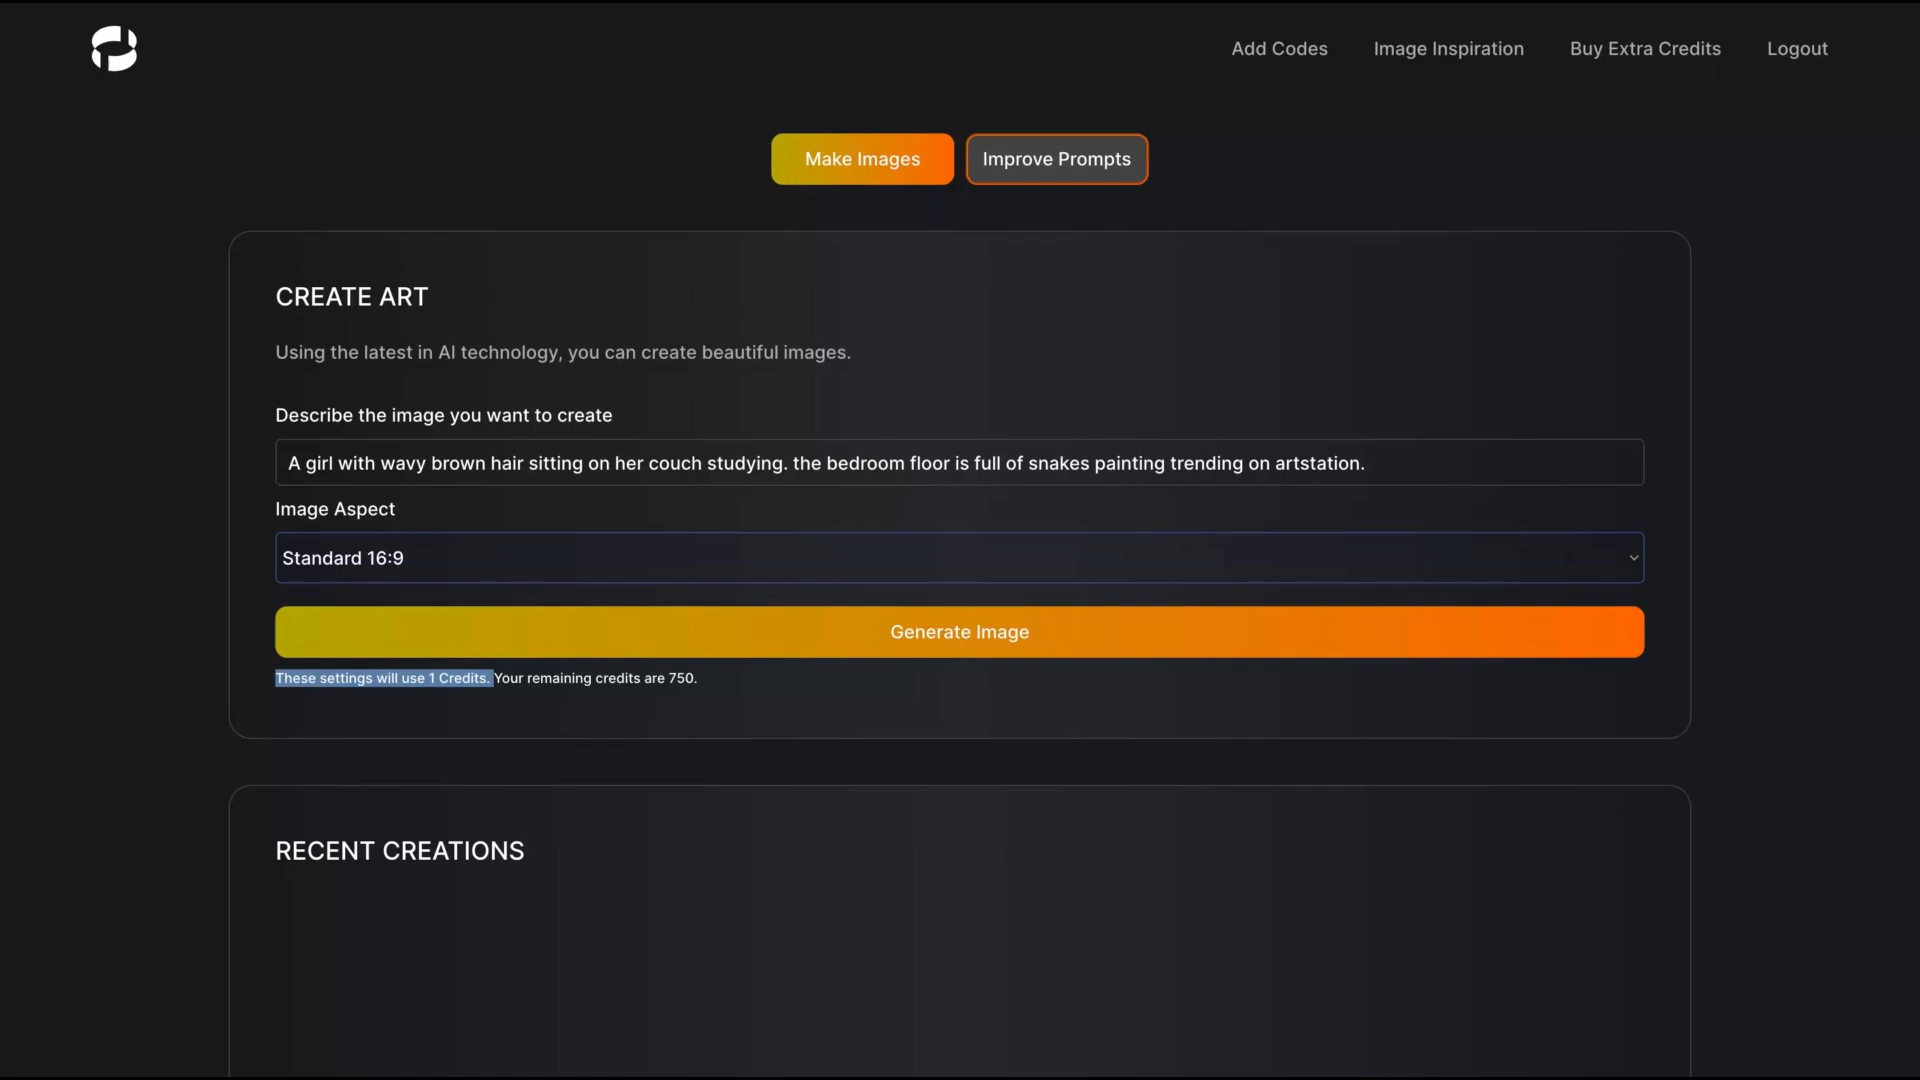 Add Codes
Image Inspiration
Buy Extra Credits
Logout
Make Images
Improve Prompts
CREATE ART
Using the latest in AI technology, you can create beautiful images.
Describe the image you want to create
A girl with wavy brown hair sitting on her couch studying. the bedroom floor is full of snakes painting trending on artstation.
Image Aspect
Standard 16:9
Generate Image
These settings will use 1 Credits. Your remaining credits are 750.
RECENT CREATIONS